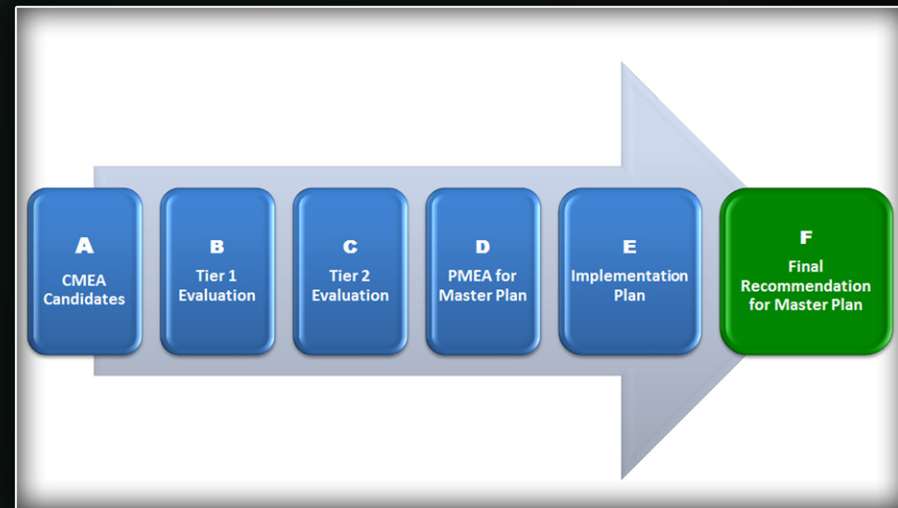 A
CMEA
Candidates
B
Tier 1
Evaluation
C
Tier 2
Evaluation
D
PMEA for
Master Plan
E
Implementation
Plan
F
Final
Recommendation
for Master Plan